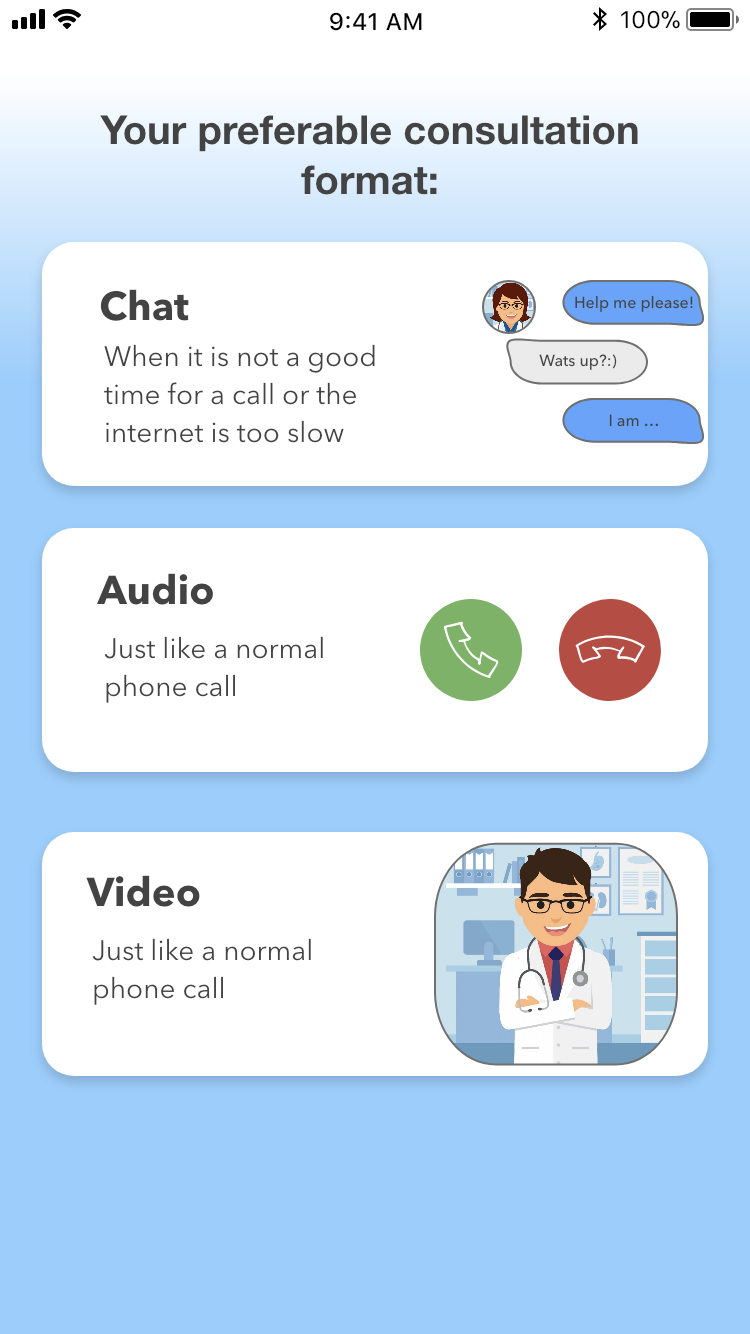 9:41 AM
100%
Your preferable consultation
format:
Chat
When it is not a good
time for a call or the
internet is too slow
Help me please!
Wats up?:)
I am ...
Audio
Just like a normal
phone call
Video
Just like a normal
phone call